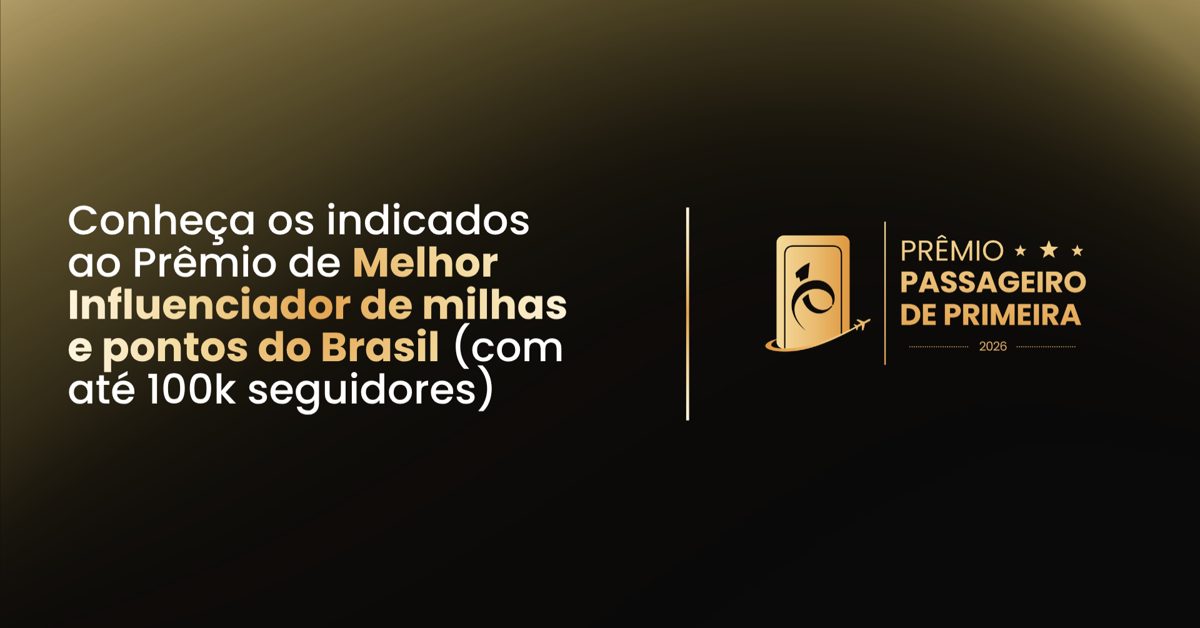 Conheça os indicados
ao Prêmio de Melhor
Influenciador de milhas
e pontos do Brasil (com
até 100k seguidores)
PRÊMIO
PASSAGEIRO
DE PRIMEIRA
2026